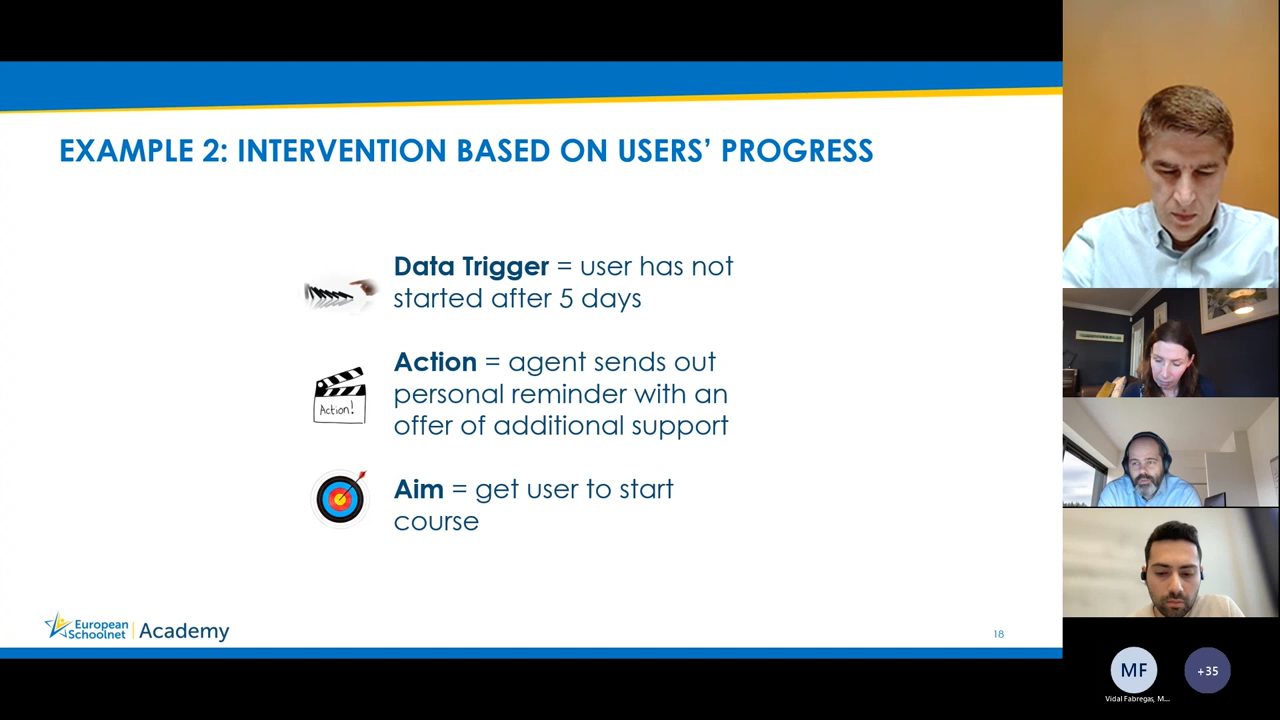 EXAMPLE 2: INTERVENTION BASED ON USERS’ PROGRESS
Data Trigger = user has not
started after 5 days
Action!
Action = agent sends out
personal reminder with an
offer of additional support
Aim = get user to start
course
European
Schoolnet
Academy
18
MF
+35
Vidal Fabregas, M...